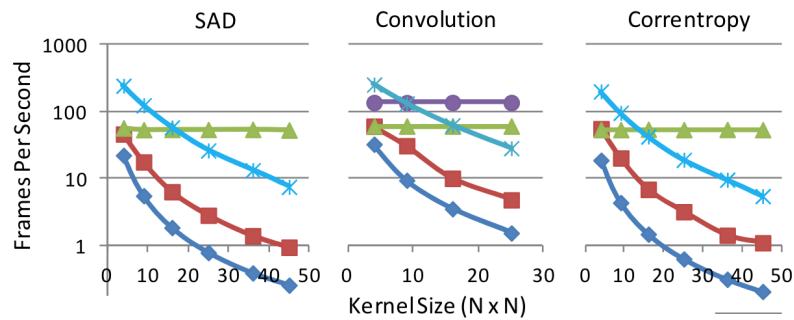 SAD
Convolution
Correntropy
Frames Per Second
1000
100
10
1
0 10 20 30 40 50
0 10 20 30
0 10 20 30 40 50
Kernel Size (N x N)